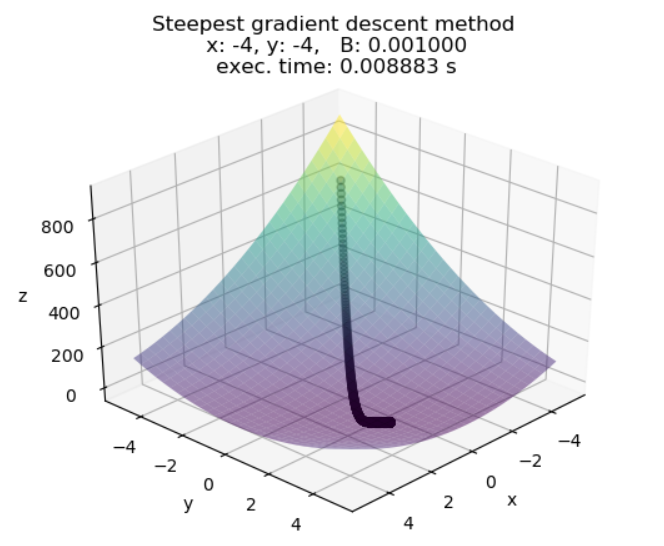 Steepest gradient descent method
x: -4, y: -4,   B: 0.001000
exec. time: 0.008883 s
800
600
z
400
200
0
−4
−2
0
y
2
4
−4
−2
0
x
2
4